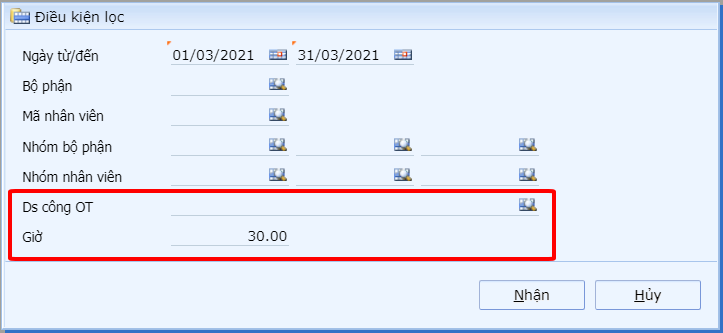 Điều kiện lọc
Ngày từ/đến 01/03/2021 31/03/2021
Bộ phận
Mã nhân viên
Nhóm bộ phận
Nhóm nhân viên
Ds công OT
Giờ 30.00
Nhận Hủy